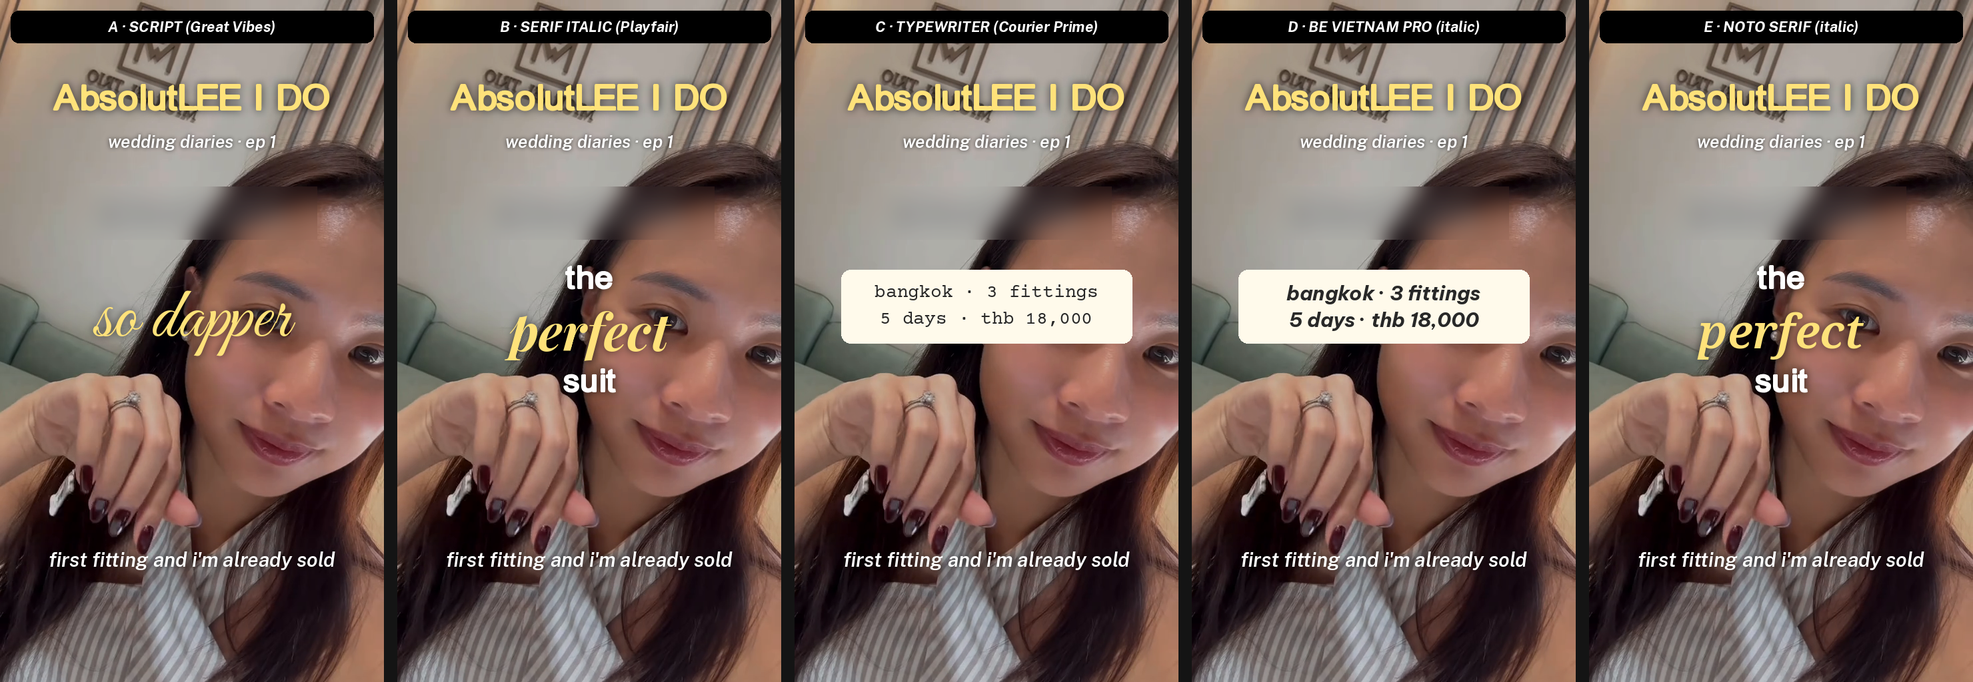 A · SCRIPT (Great Vibes)
AbsolutLEE I DO
wedding diaries · ep 1
so dapper
first fitting and i'm already sold
B · SERIF ITALIC (Playfair)
AbsolutLEE I DO
wedding diaries · ep 1
the
perfect
suit
first fitting and i'm already sold
C · TYPEWRITER (Courier Prime)
AbsolutLEE I DO
wedding diaries · ep 1
bangkok · 3 fittings
5 days · thb 18,000
first fitting and i'm already sold
D · BE VIETNAM PRO (italic)
AbsolutLEE I DO
wedding diaries · ep 1
bangkok · 3 fittings
5 days · thb 18,000
first fitting and i'm already sold
E · NOTO SERIF (italic)
AbsolutLEE I DO
wedding diaries · ep 1
the
perfect
suit
first fitting and i'm already sold